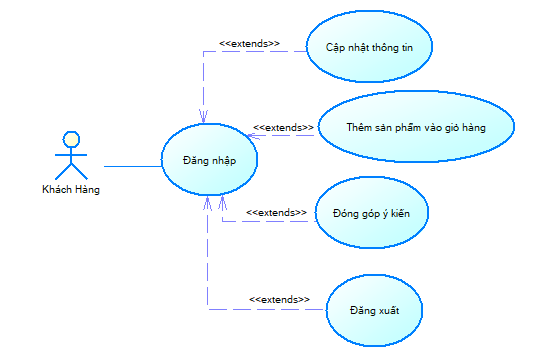 <<extends>>
Cập nhật thông tin
<<extends>>
Thêm sản phẩm vào giỏ hàng
Đăng nhập
Khách Hàng
<<extends>>
Đóng góp ý kiến
<<extends>>
Đăng xuất